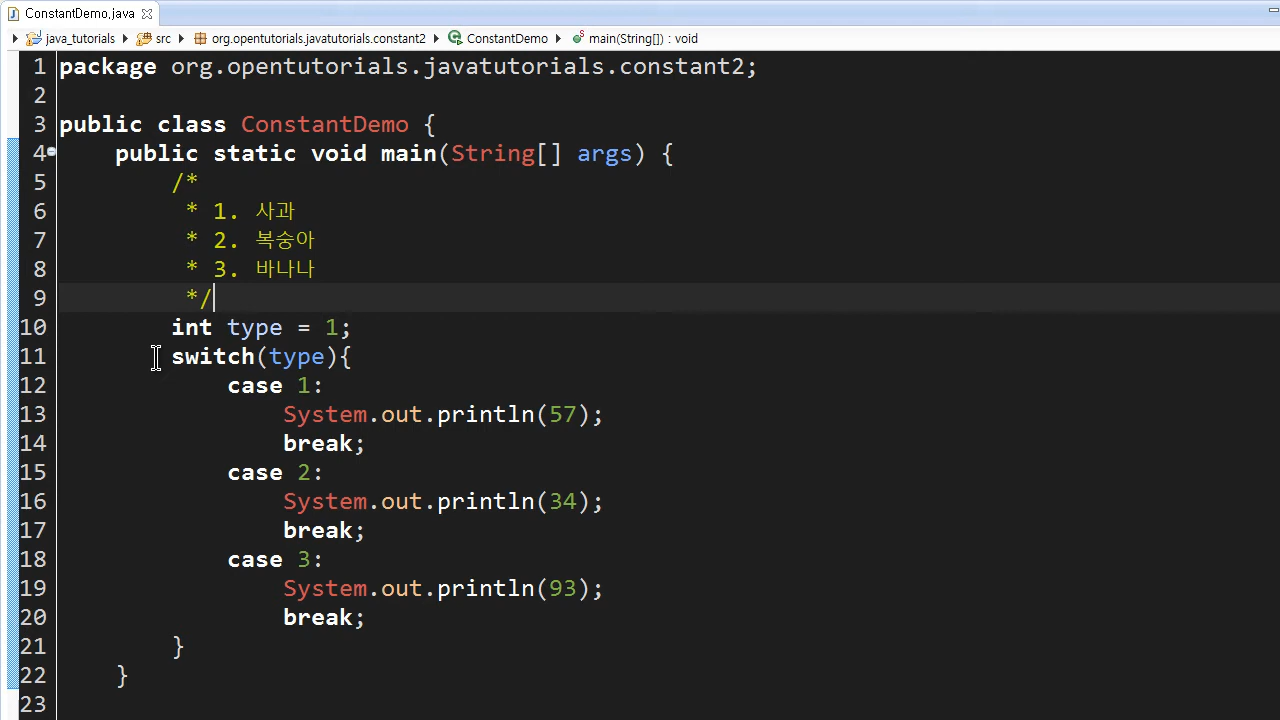 ConstantDemo.java
java_tutorials src org.opentutorials.javatutorials.constant2 ConstantDemo main(String[]) : void
1 package org.opentutorials.javatutorials.constant2;
2
3 public class ConstantDemo {
4 public static void main(String[] args) {
5 /*
6 * 1. 사과
7 * 2. 복숭아
8 * 3. 바나나
9 */
10 int type = 1;
11 switch(type){
12 case 1:
13 System.out.println(57);
14 break;
15 case 2:
16 System.out.println(34);
17 break;
18 case 3:
19 System.out.println(93);
20 break;
21 }
22 }
23